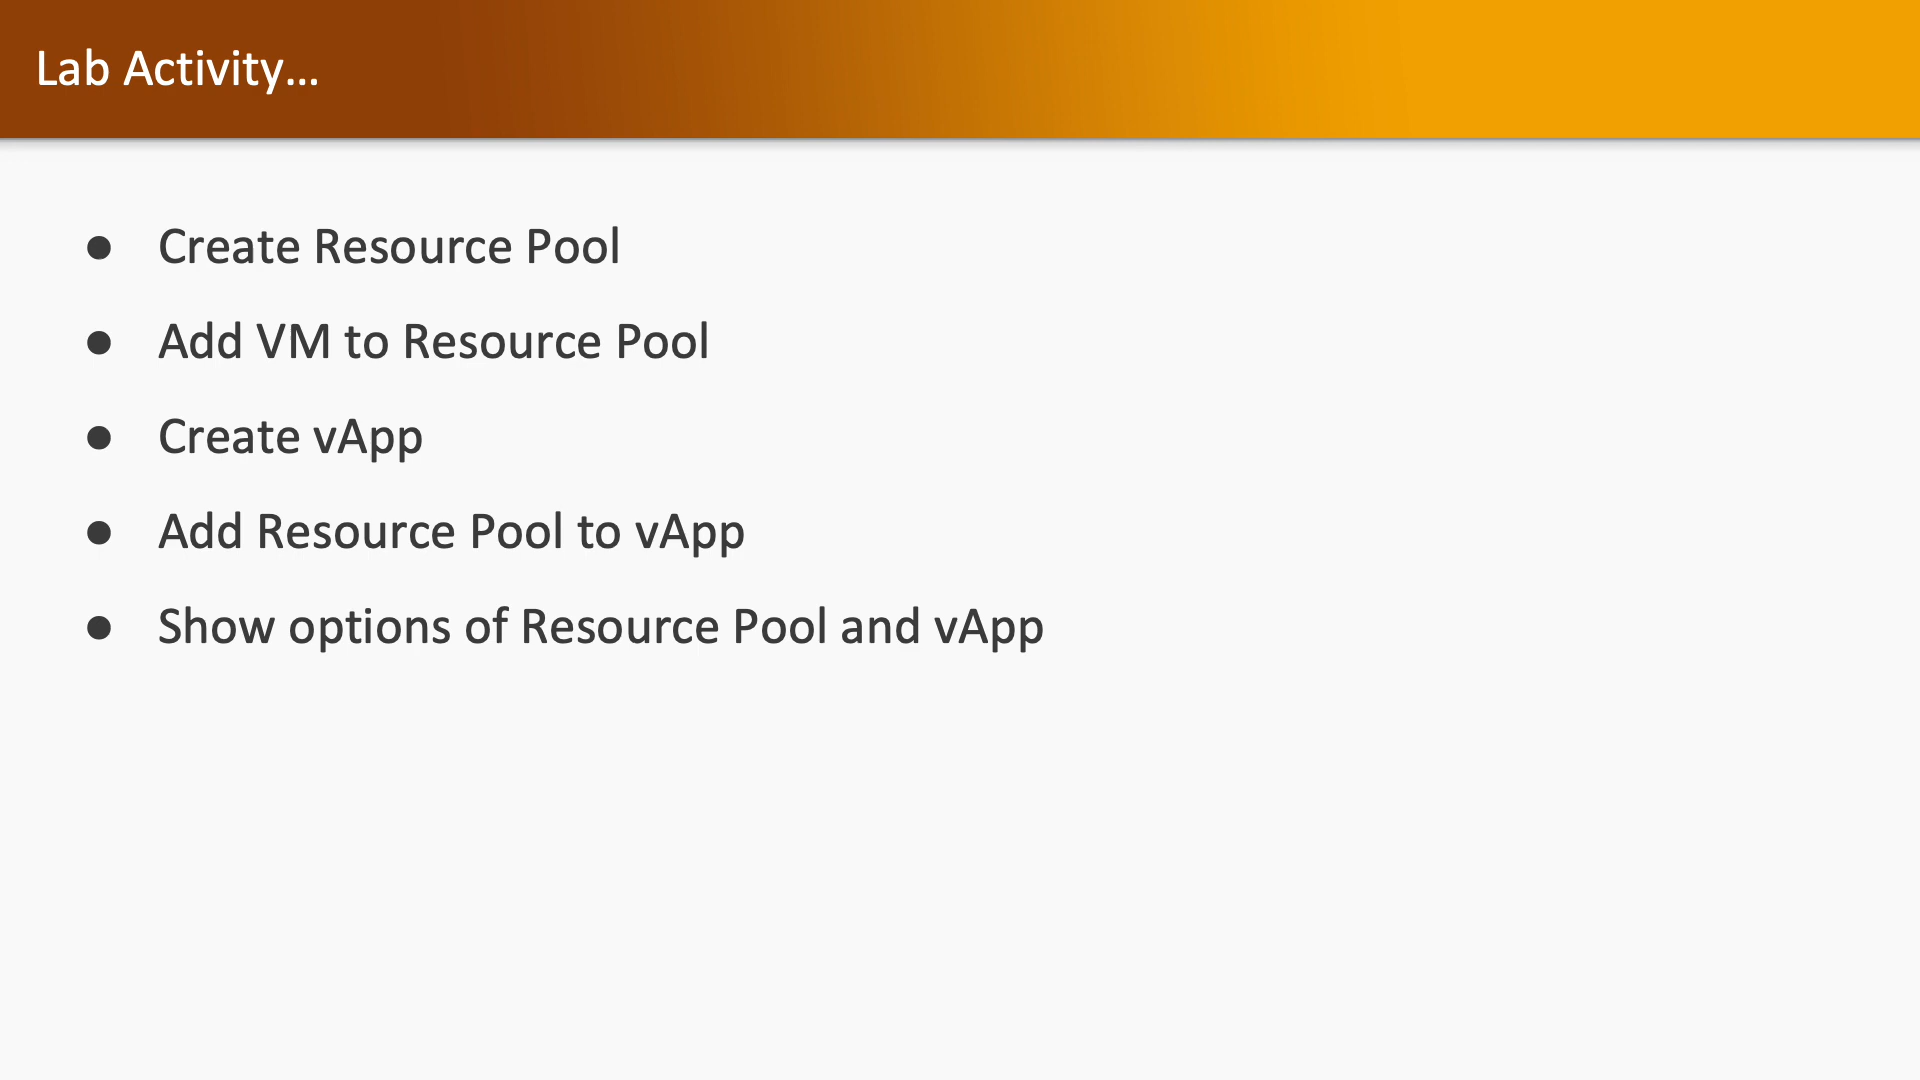 Lab Activity...
● Create Resource Pool
● Add VM to Resource Pool
● Create vApp
● Add Resource Pool to vApp
● Show options of Resource Pool and vApp